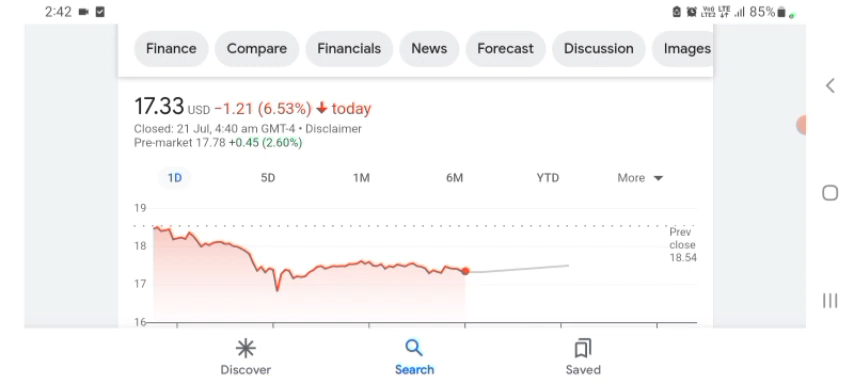 2:42 85%
Finance Compare Financials News Forecast Discussion Images
17.33 USD −1.21 (6.53%) today
Closed: 21 Jul, 4:40 am GMT-4 • Disclaimer
Pre-market 17.78 +0.45 (2.60%)
1D 5D 1M 6M YTD More
19
18
17
16
Prev
close
18.54
Discover Search Saved